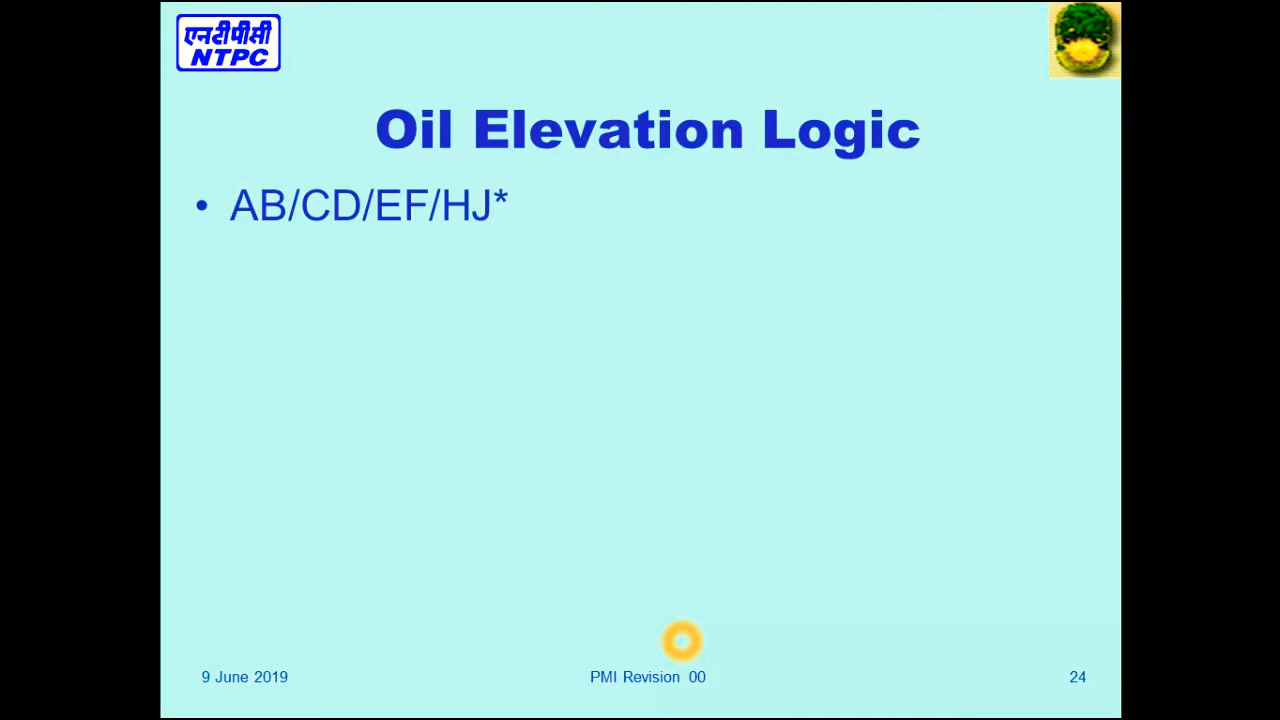 एनटीपीसी
NTPC
Oil Elevation Logic
• AB/CD/EF/HJ*
9 June 2019 PMI Revision 00 24